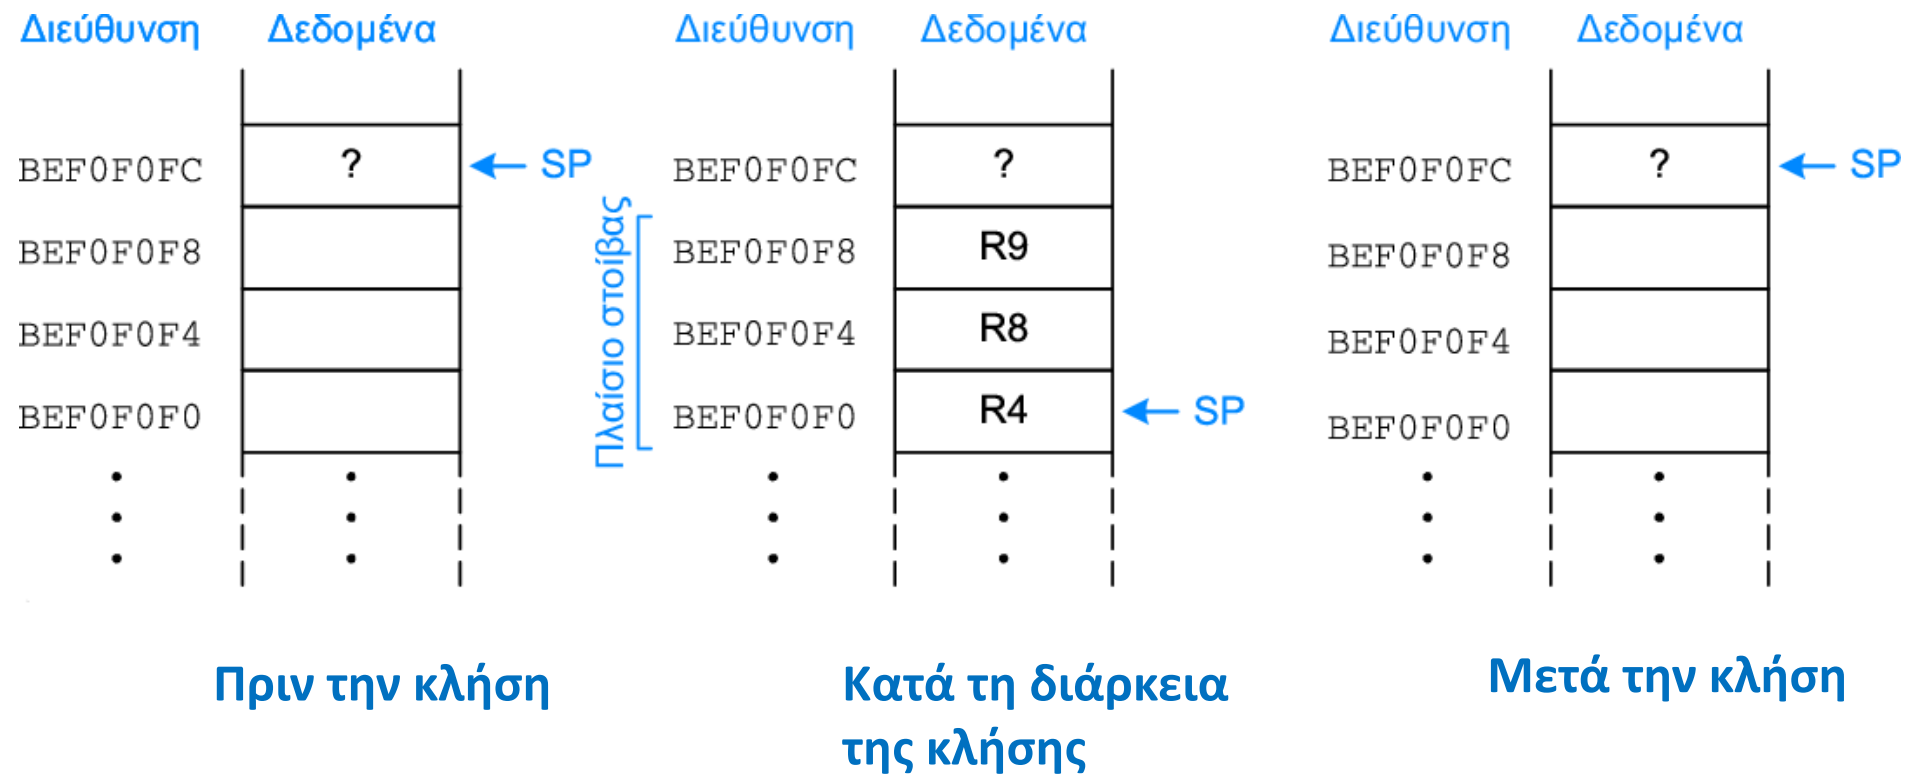 Διεύθυνση Δεδομένα
BEF0F0FC ? SP
BEF0F0F8
BEF0F0F4
BEF0F0F0
Πριν την κλήση
Διεύθυνση Δεδομένα
Πλαίσιο στοίβας
BEF0F0FC ?
BEF0F0F8 R9
BEF0F0F4 R8
BEF0F0F0 R4 SP
Κατά τη διάρκεια
της κλήσης
Διεύθυνση Δεδομένα
BEF0F0FC ? SP
BEF0F0F8
BEF0F0F4
BEF0F0F0
Μετά την κλήση